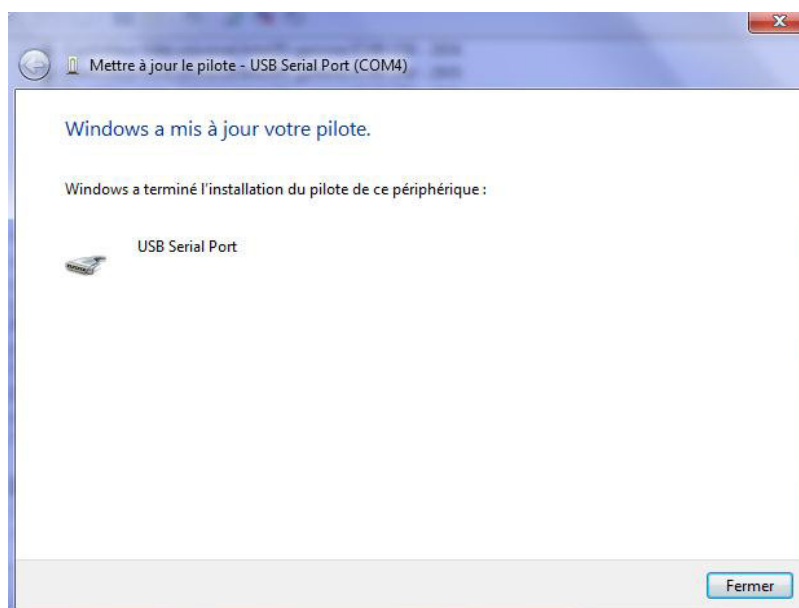 Mettre à jour le pilote - USB Serial Port (COM4)
Windows a mis à jour votre pilote.
Windows a terminé l'installation du pilote de ce périphérique :
USB Serial Port
Fermer